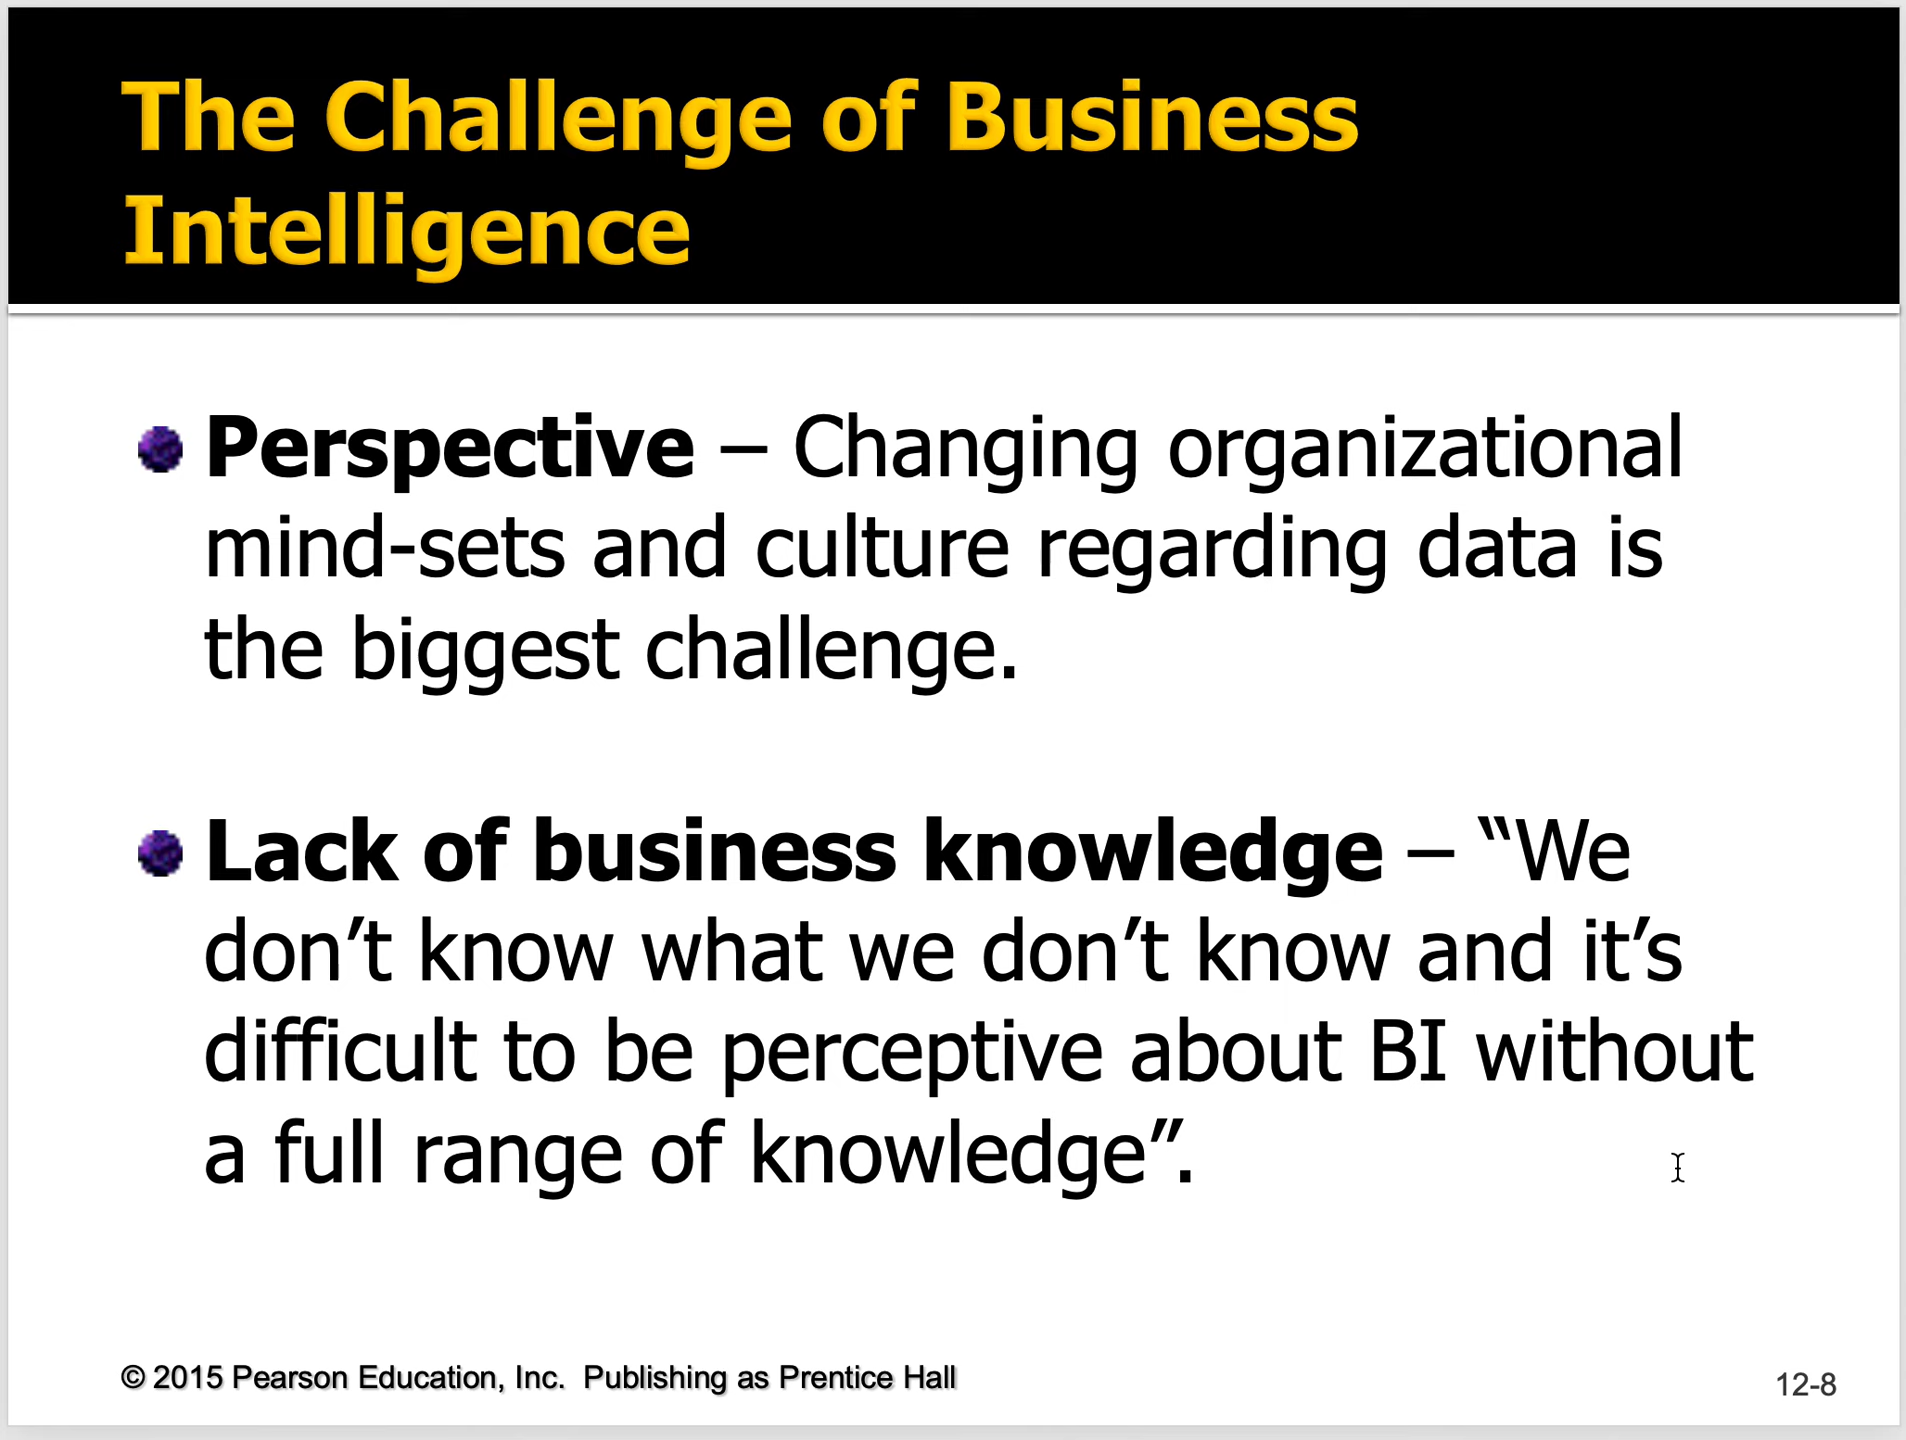 The Challenge of Business
Intelligence
Perspective – Changing organizational
mind-sets and culture regarding data is
the biggest challenge.
Lack of business knowledge – “We
don’t know what we don’t know and it’s
difficult to be perceptive about BI without
a full range of knowledge”.
© 2015 Pearson Education, Inc.  Publishing as Prentice Hall
12-8